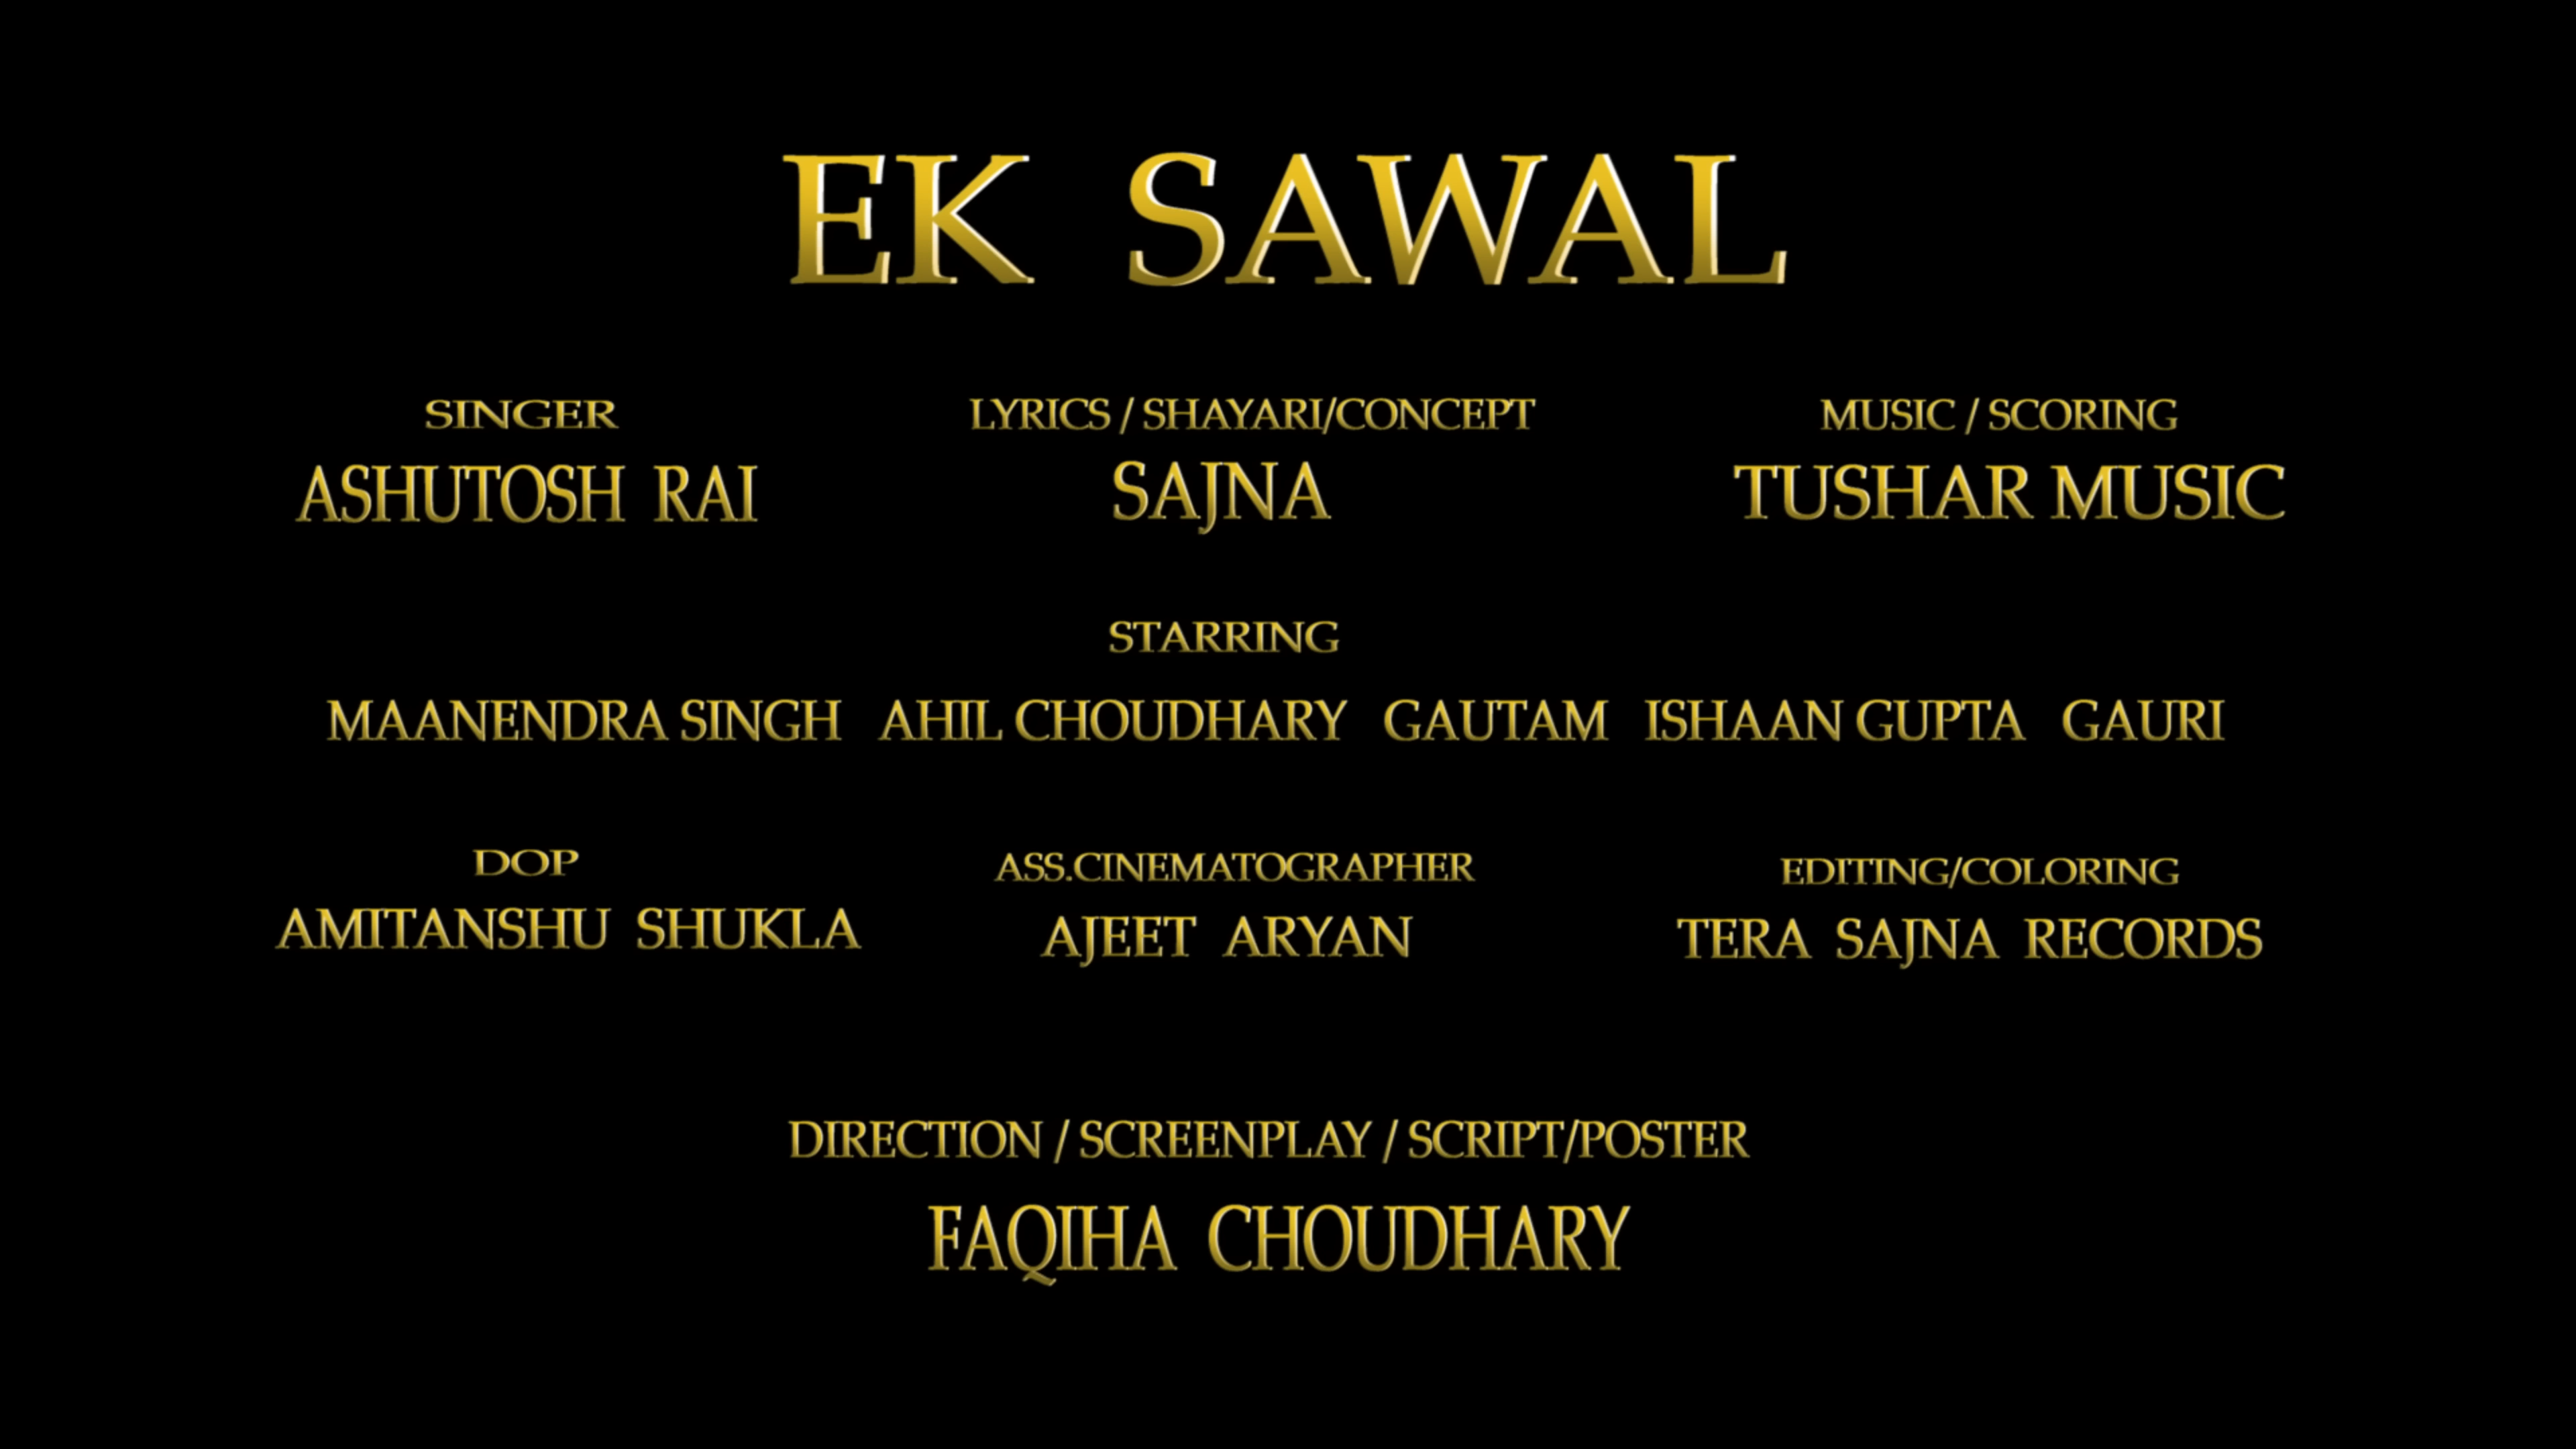 EK SAWAL
SINGER LYRICS / SHAYARI/CONCEPT MUSIC / SCORING
ASHUTOSH RAI SAJNA TUSHAR MUSIC
STARRING
MAANENDRA SINGH AHIL CHOUDHARY GAUTAM ISHAAN GUPTA GAURI
DOP ASS.CINEMATOGRAPHER EDITING/COLORING
AMITANSHU SHUKLA AJEET ARYAN TERA SAJNA RECORDS
DIRECTION / SCREENPLAY / SCRIPT/POSTER
FAQIHA CHOUDHARY